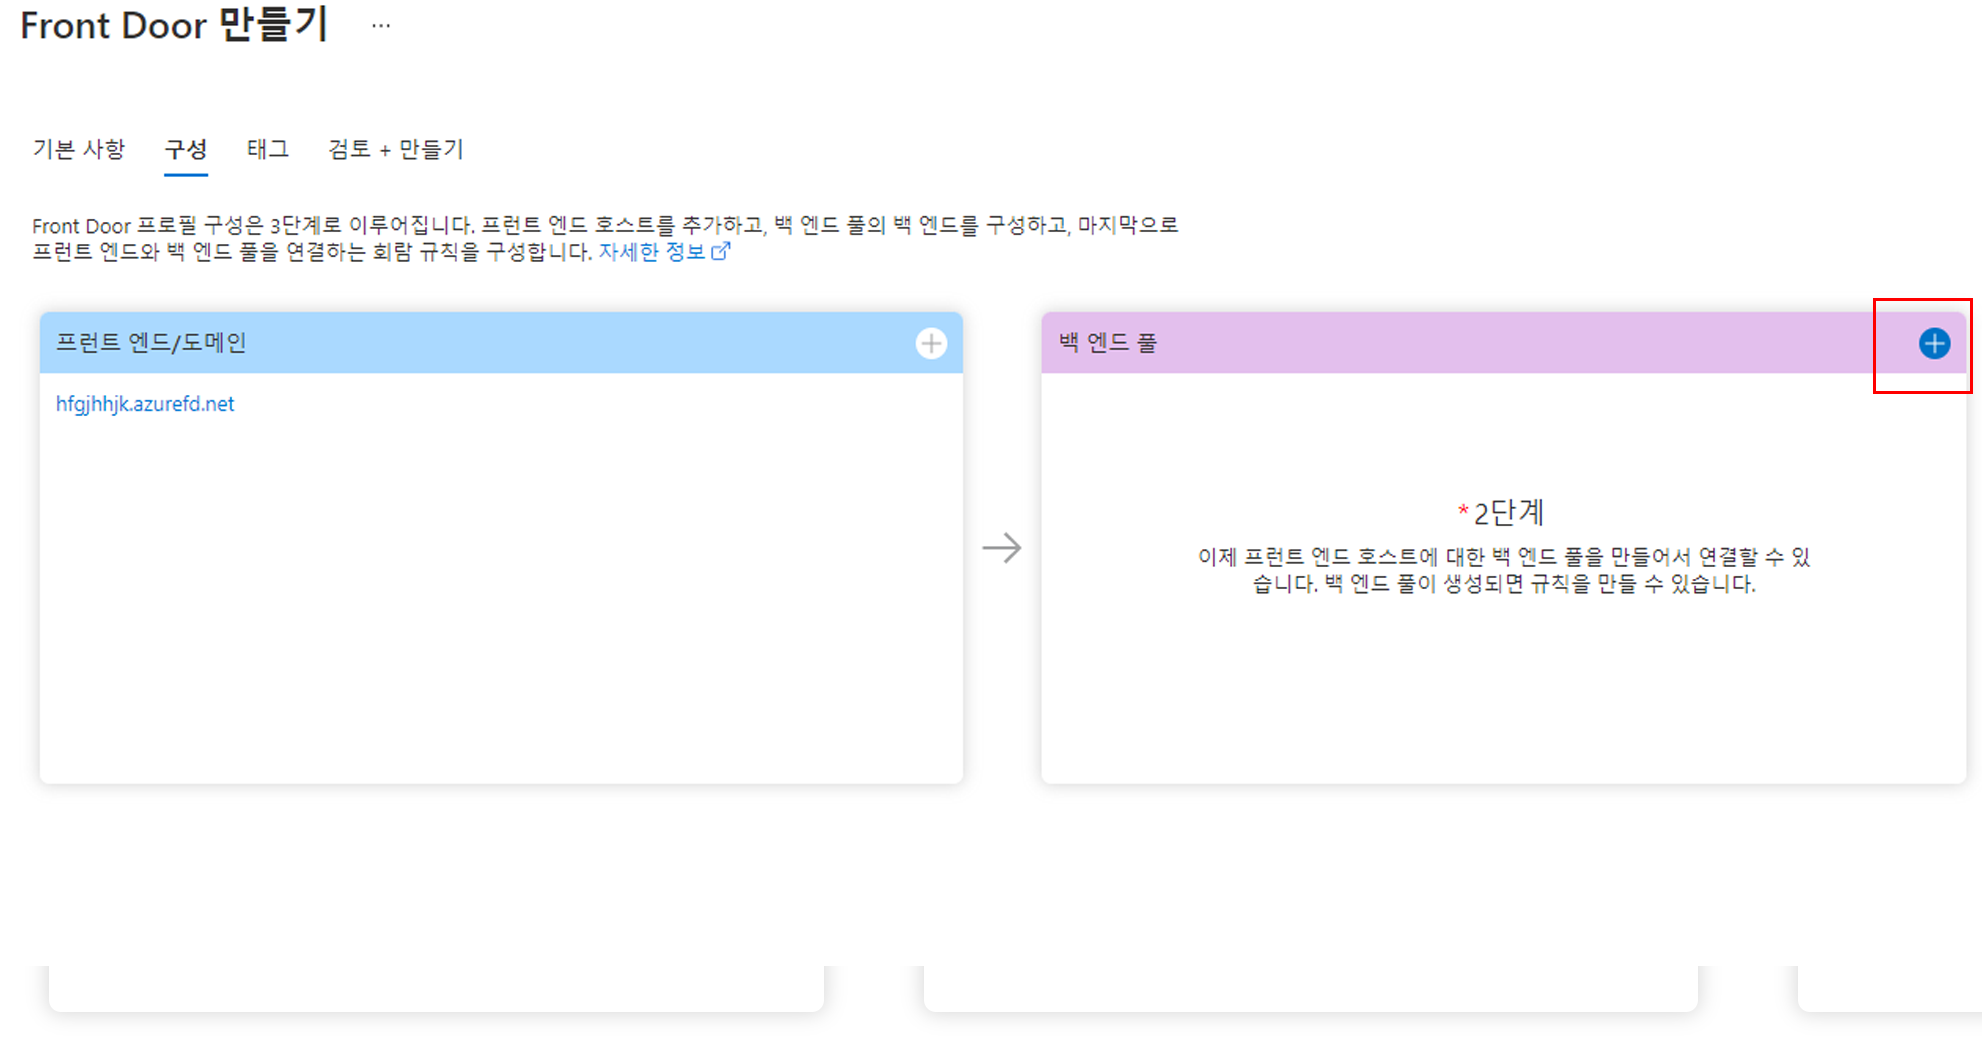 Front Door 만들기 ...
기본 사항 구성 태그 검토 + 만들기
Front Door 프로필 구성은 3단계로 이루어집니다. 프런트 엔드 호스트를 추가하고, 백 엔드 풀의 백 엔드를 구성하고, 마지막으로
프런트 엔드와 백 엔드 풀을 연결하는 회람 규칙을 구성합니다. 자세한 정보
프런트 엔드/도메인
hfgjhhjk.azurefd.net
백 엔드 풀
*2단계
이제 프런트 엔드 호스트에 대한 백 엔드 풀을 만들어서 연결할 수 있
습니다. 백 엔드 풀이 생성되면 규칙을 만들 수 있습니다.